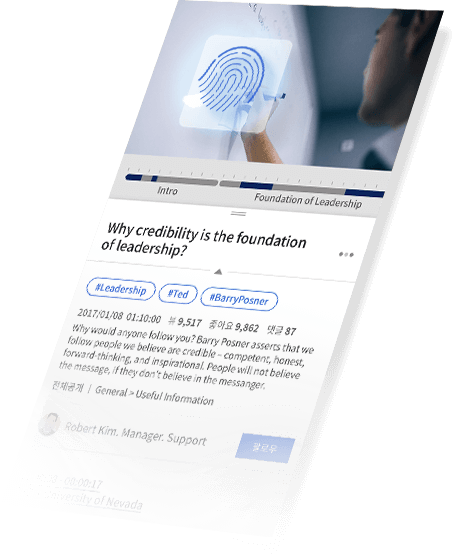 Intro
Foundation of Leadership
Why credibility is the foundation
of leadership?
#Leadership #Ted #BarryPosner
2017/01/08 01:10:00 뷰 9,517 좋아요 9,862 댓글 87
Why would anyone follow you? Barry Posner asserts that we
follow people we believe are credible – competent, honest,
forward-thinking, and inspirational. People will not believe
the message, if they don't believe in the messanger.
전체공개 | General > Useful Information
Robert Kim. Manager. Support
팔로우
00:00:17
University of Nevada